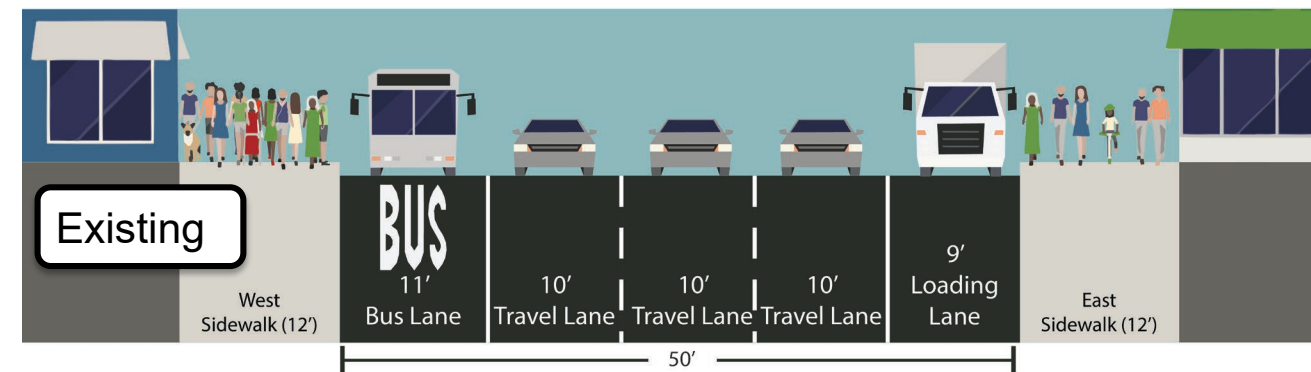 Existing
West
Sidewalk (12')
BUS
11'
Bus Lane
10'
Travel Lane
10'
Travel Lane
10'
Travel Lane
9'
Loading
Lane
East
Sidewalk (12')
50'